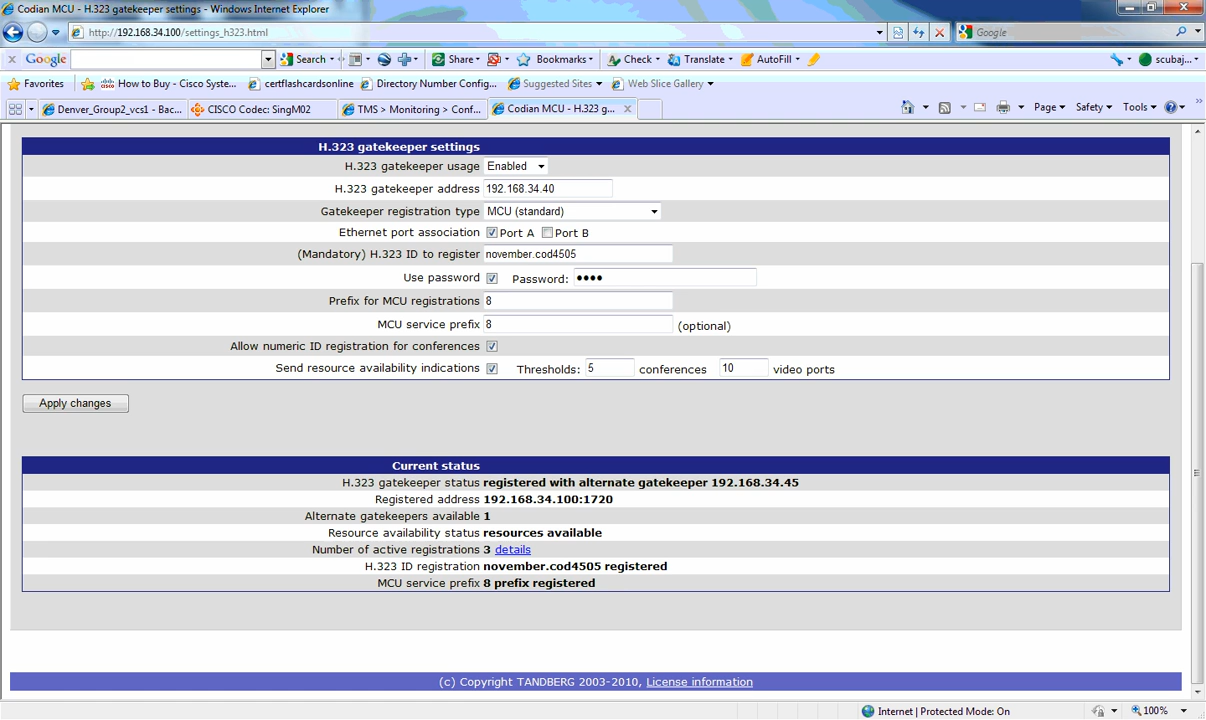 Codian MCU - H.323 gatekeeper settings - Windows Internet Explorer
http://192.168.34.100/settings_h323.html
Google
x Google Search Share Bookmarks Check Translate AutoFill scubaj...
Favorites How to Buy - Cisco Syste... certflashcardsonline Directory Number Config... Suggested Sites Web Slice Gallery
Denver_Group2_vcs1 - Bac... CISCO Codec: SingM02 TMS > Monitoring > Conf... Codian MCU - H.323 g... x Page Safety Tools
H.323 gatekeeper settings
H.323 gatekeeper usage Enabled
H.323 gatekeeper address 192.168.34.40
Gatekeeper registration type MCU (standard)
Ethernet port association Port A Port B
(Mandatory) H.323 ID to register november.cod4505
Use password Password: ●●●●
Prefix for MCU registrations 8
MCU service prefix 8 (optional)
Allow numeric ID registration for conferences
Send resource availability indications Thresholds: 5 conferences 10 video ports
Apply changes
Current status
H.323 gatekeeper status registered with alternate gatekeeper 192.168.34.45
Registered address 192.168.34.100:1720
Alternate gatekeepers available 1
Resource availability status resources available
Number of active registrations 3 details
H.323 ID registration november.cod4505 registered
MCU service prefix 8 prefix registered
(c) Copyright TANDBERG 2003-2010, License information
Internet | Protected Mode: On 100%